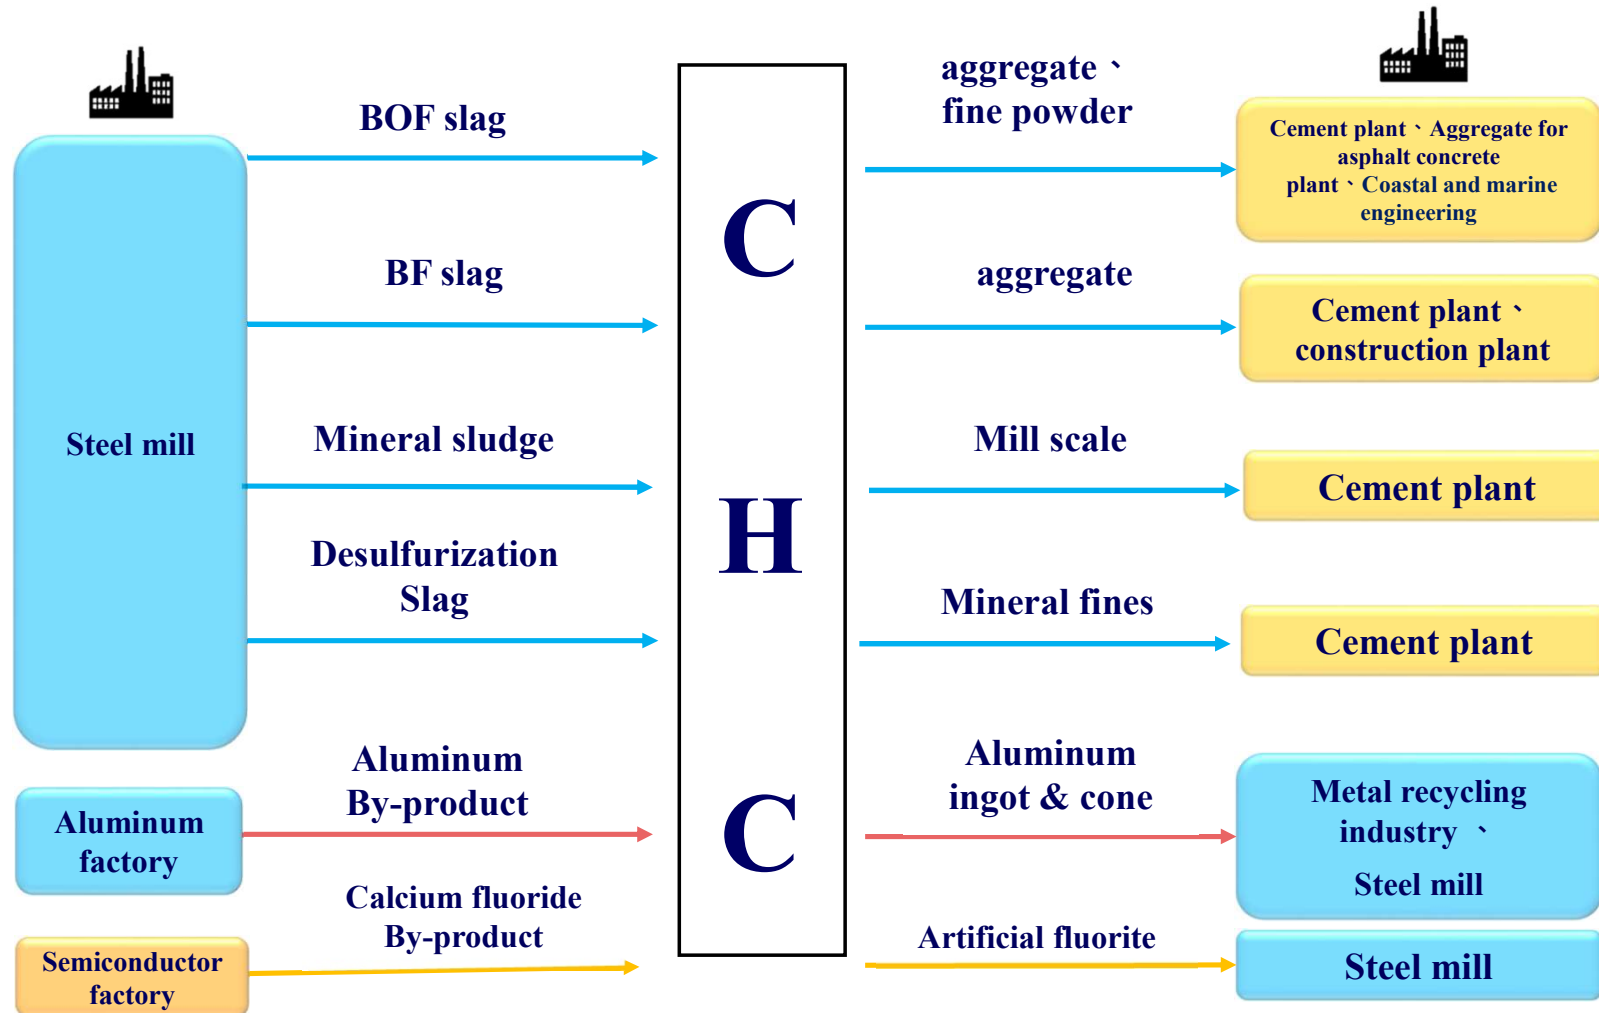 BOF slag
aggregate、
fine powder
Cement plant、Aggregate for
asphalt concrete
plant、Coastal and marine
engineering
BF slag
aggregate
Cement plant、
construction plant
Steel mill
Mineral sludge
Mill scale
Cement plant
Desulfurization
Slag
Mineral fines
Cement plant
C
H
C
Aluminum
factory
Aluminum
By-product
Aluminum
ingot & cone
Metal recycling
industry、
Steel mill
Semiconductor
factory
Calcium fluoride
By-product
Artificial fluorite
Steel mill